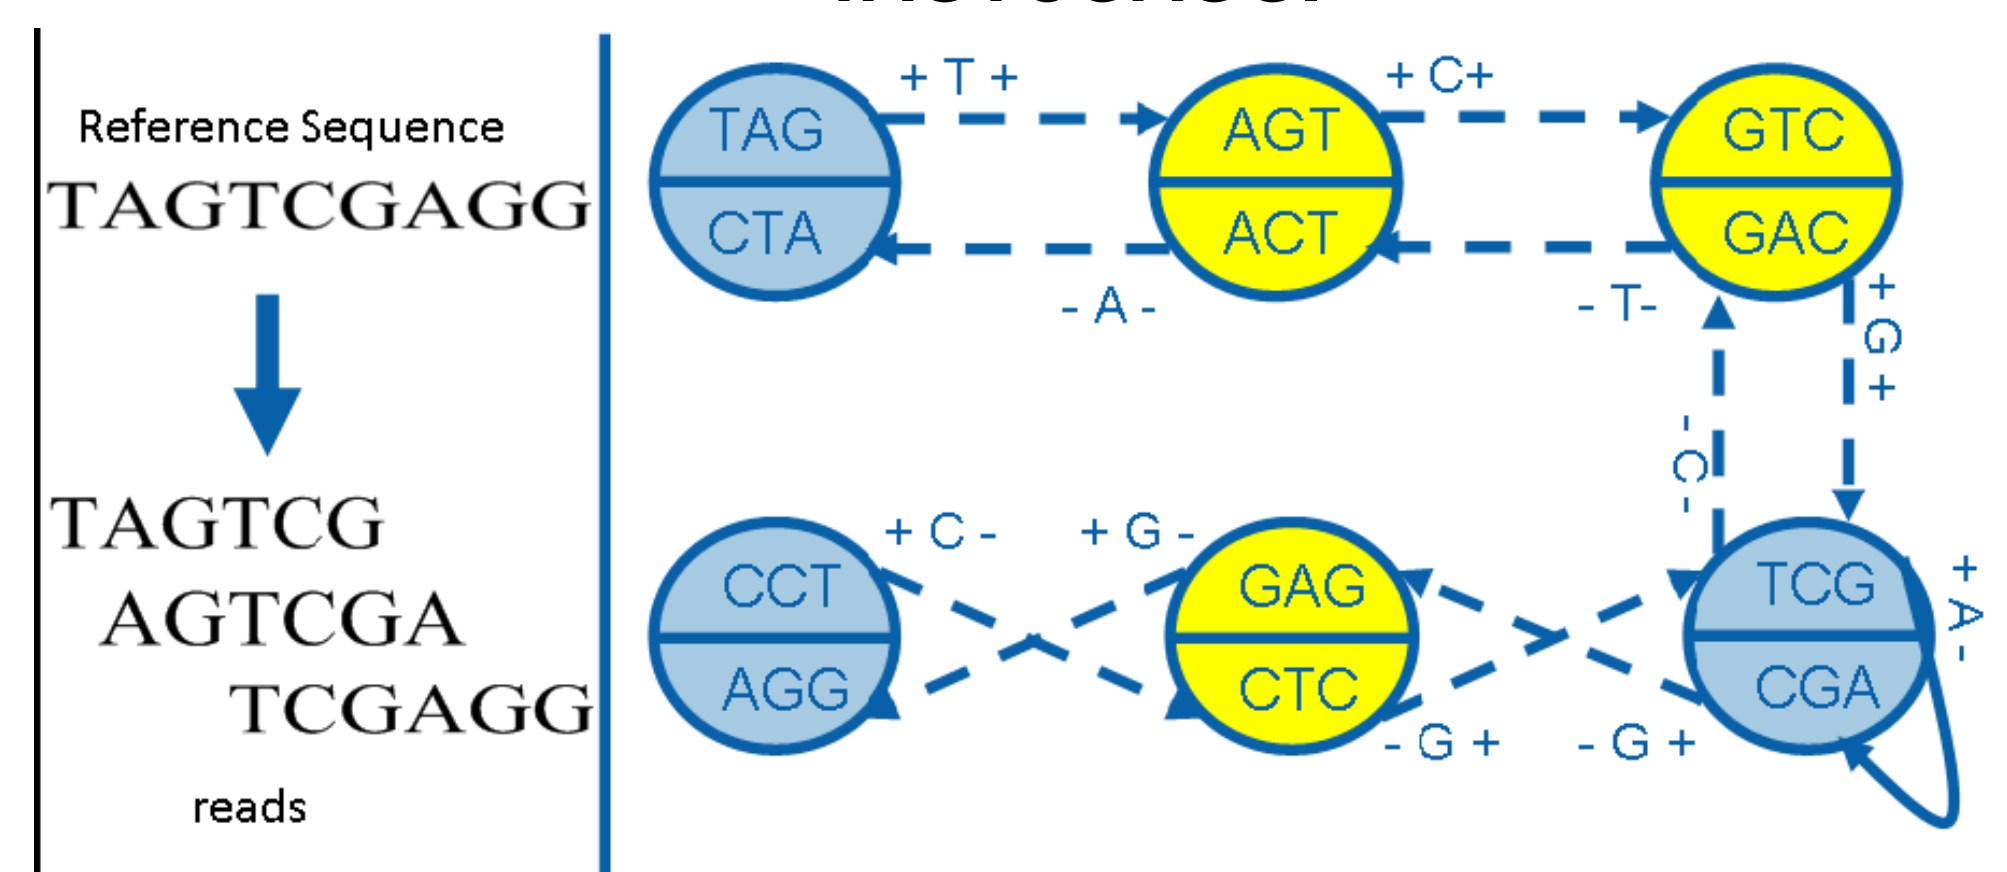 Reference Sequence
TAGTCGAGG
TAGTCG
AGTCGA
TCGAGG
reads
+ T +
+ C+
TAG
AGT
GTC
CTA
ACT
GAC
- A -
- T-
+ G +
- C -
+ C -
+ G -
CCT
GAG
TCG
+ A -
AGG
CTC
CGA
- G +
- G +